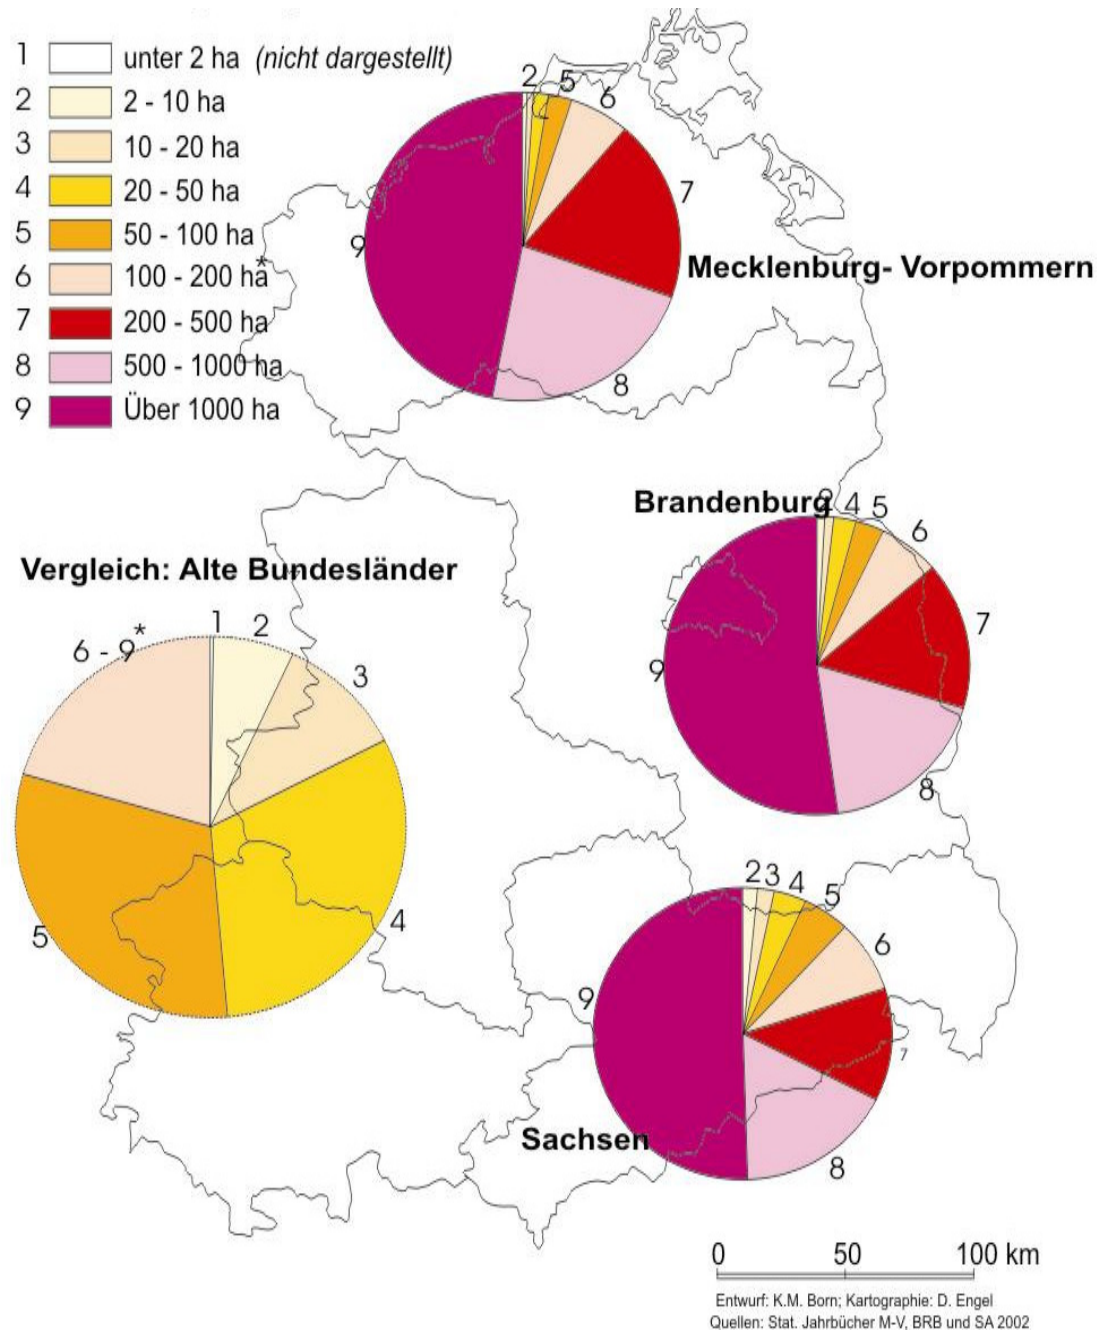 1 unter 2 ha (nicht dargestellt)
2 2 - 10 ha
3 10 - 20 ha
4 20 - 50 ha
5 50 - 100 ha
6 100 - 200 ha*
7 200 - 500 ha
8 500 - 1000 ha
9 Über 1000 ha
2 5 6
7
8
9
Mecklenburg- Vorpommern
Brandenburg
4 5 6
7
8
9
Vergleich: Alte Bundesländer
1 2
3
4
5
6 - 9*
2 3 4 5
6
7
8
9
Sachsen
0 50 100 km
Entwurf: K.M. Born; Kartographie: D. Engel
Quellen: Stat. Jahrbücher M-V, BRB und SA 2002